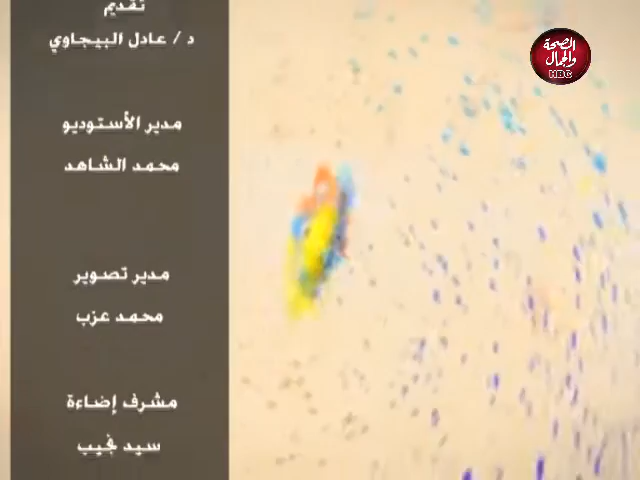 تقديم
د / عادل البيجاوي
مدير الأستوديو
محمد الشاهد
مدير تصوير
محمد عزب
مشرف إضاءة
سيد نجيب
الصحة
والجمال
HBC